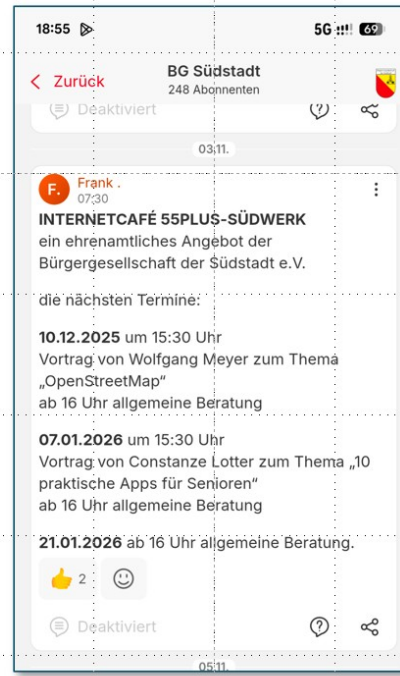 18:55 5G 69
Zurück
BG Südstadt
248 Abonnenten
Deaktiviert
03.11.
F.
Frank .
07:30
INTERNETCAFÉ 55PLUS-SÜDWERK
ein ehrenamtliches Angebot der
Bürgergesellschaft der Südstadt e.V.
die nächsten Termine:
10.12.2025 um 15:30 Uhr
Vortrag von Wolfgang Meyer zum Thema
„OpenStreetMap“
ab 16 Uhr allgemeine Beratung
07.01.2026 um 15:30 Uhr
Vortrag von Constanze Lotter zum Thema „10
praktische Apps für Senioren“
ab 16 Uhr allgemeine Beratung
21.01.2026 ab 16 Uhr allgemeine Beratung.
2
Deaktiviert
05.11.